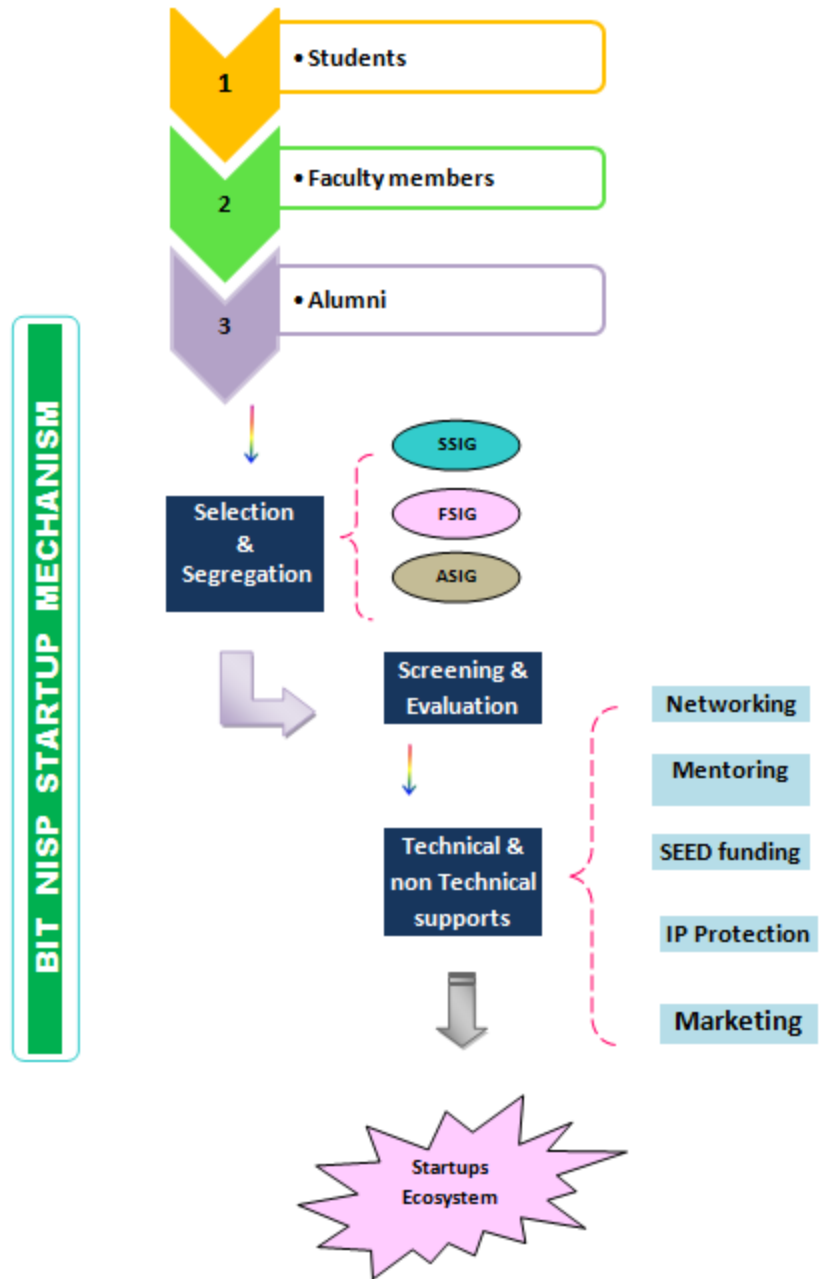 1
• Students
2
• Faculty members
3
• Alumni
BIT NISP STARTUP MECHANISM
Selection
&
Segregation
SSIG
FSIG
ASIG
Screening &
Evaluation
Technical &
non Technical
supports
Networking
Mentoring
SEED funding
IP Protection
Marketing
Startups
Ecosystem